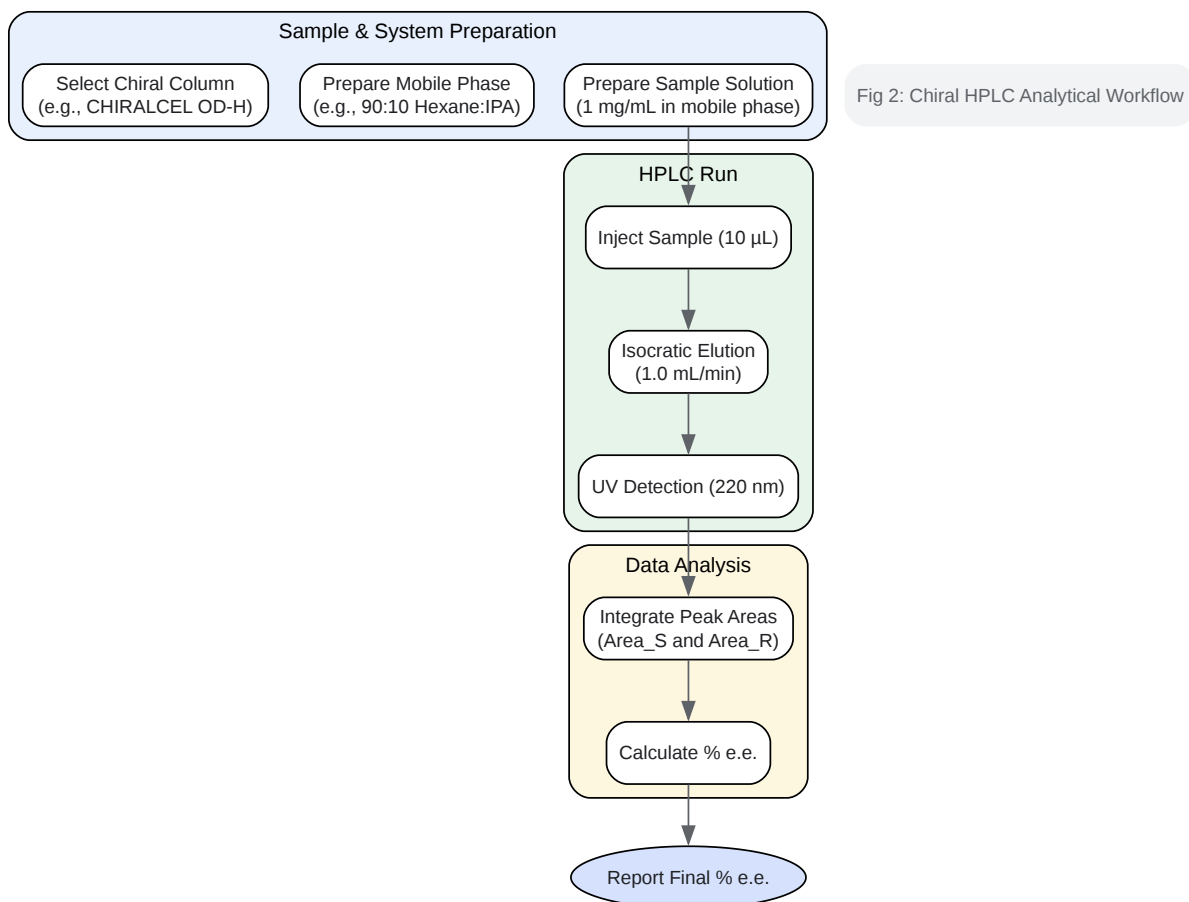 Sample & System Preparation
Select Chiral Column
(e.g., CHIRALCEL OD-H)
Prepare Mobile Phase
(e.g., 90:10 Hexane:IPA)
Prepare Sample Solution
(1 mg/mL in mobile phase)
Fig 2: Chiral HPLC Analytical Workflow
HPLC Run
Inject Sample (10 µL)
Isocratic Elution
(1.0 mL/min)
UV Detection (220 nm)
Data Analysis
Integrate Peak Areas
(Area_S and Area_R)
Calculate % e.e.
Report Final % e.e.